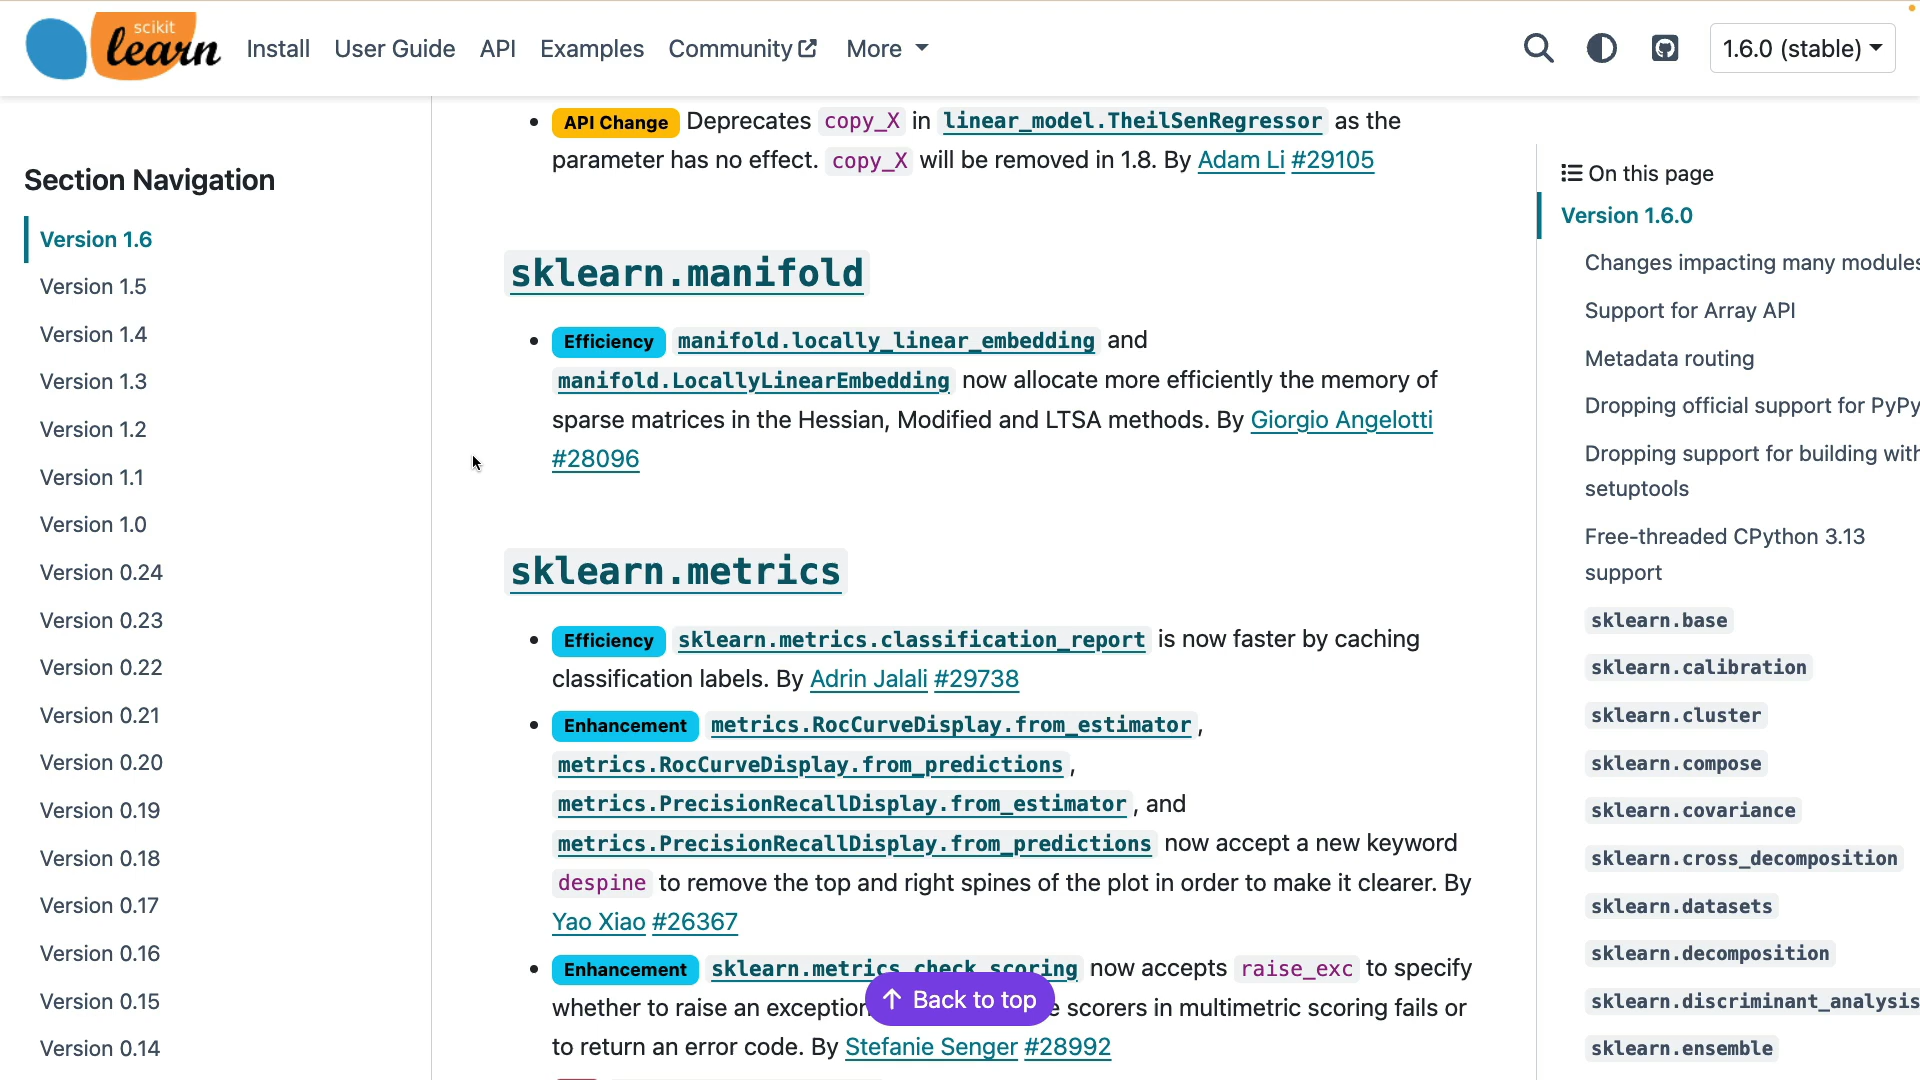 scikit
learn
Install User Guide API Examples Community More
1.6.0 (stable)
Section Navigation
Version 1.6
Version 1.5
Version 1.4
Version 1.3
Version 1.2
Version 1.1
Version 1.0
Version 0.24
Version 0.23
Version 0.22
Version 0.21
Version 0.20
Version 0.19
Version 0.18
Version 0.17
Version 0.16
Version 0.15
Version 0.14
API Change Deprecates copy_X in linear_model.TheilSenRegressor as the
parameter has no effect. copy_X will be removed in 1.8. By Adam Li #29105
sklearn.manifold
Efficiency manifold.locally_linear_embedding and
manifold.LocallyLinearEmbedding now allocate more efficiently the memory of
sparse matrices in the Hessian, Modified and LTSA methods. By Giorgio Angelotti
#28096
sklearn.metrics
Efficiency sklearn.metrics.classification_report is now faster by caching
classification labels. By Adrin Jalali #29738
Enhancement metrics.RocCurveDisplay.from_estimator,
metrics.RocCurveDisplay.from_predictions,
metrics.PrecisionRecallDisplay.from_estimator, and
metrics.PrecisionRecallDisplay.from_predictions now accept a new keyword
despine to remove the top and right spines of the plot in order to make it clearer. By
Yao Xiao #26367
Enhancement sklearn.metrics.check_scoring now accepts raise_exc to specify
whether to raise an exception scorers in multimetric scoring fails or
to return an error code. By Stefanie Senger #28992
Back to top
On this page
Version 1.6.0
Changes impacting many modules
Support for Array API
Metadata routing
Dropping official support for PyPy
Dropping support for building with
setuptools
Free-threaded CPython 3.13
support
sklearn.base
sklearn.calibration
sklearn.cluster
sklearn.compose
sklearn.covariance
sklearn.cross_decomposition
sklearn.datasets
sklearn.decomposition
sklearn.discriminant_analysis
sklearn.ensemble